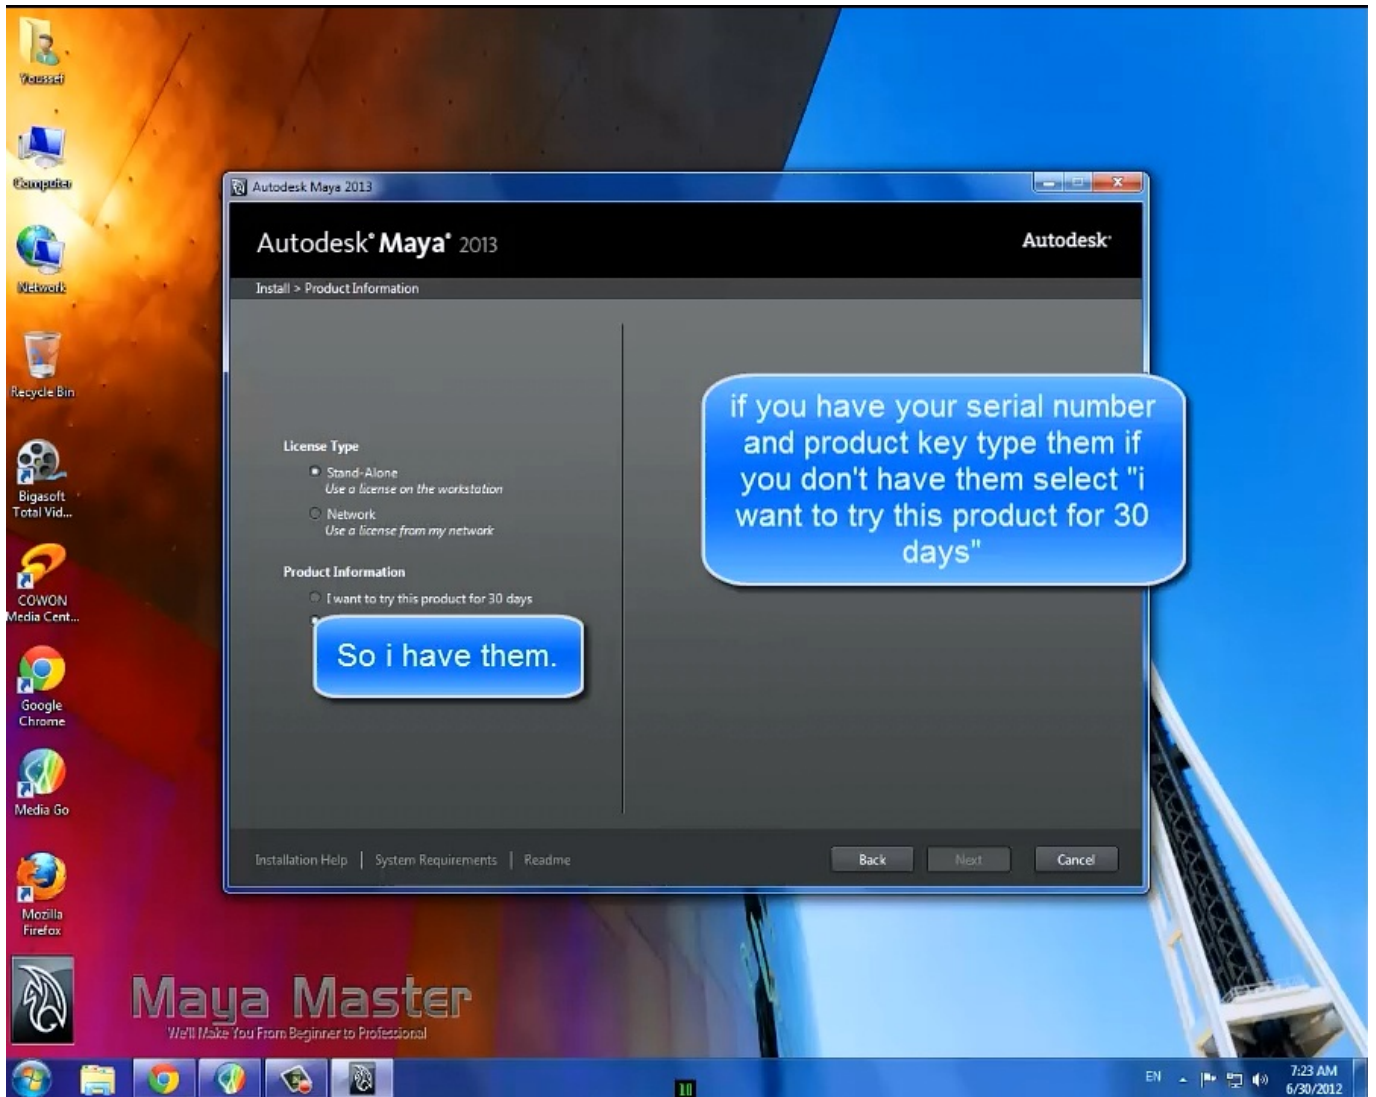 Youssef
Computer
Network
Recycle Bin
Bigasoft
Total Vid...
COWON
Media Cent...
Google
Chrome
Media Go
Mozilla
Firefox
Autodesk Maya 2013
Autodesk® Maya® 2013
Autodesk®
Install > Product Information
License Type
Stand-Alone
Use a license on the workstation
Network
Use a license from my network
Product Information
I want to try this product for 30 days
So i have them.
if you have your serial number
and product key type them if
you don't have them select "i
want to try this product for 30
days"
Installation Help | System Requirements | Readme
Back
Next
Cancel
Maya Master
We'll Make You From Beginner to Professional
10
EN
7:23 AM
6/30/2012